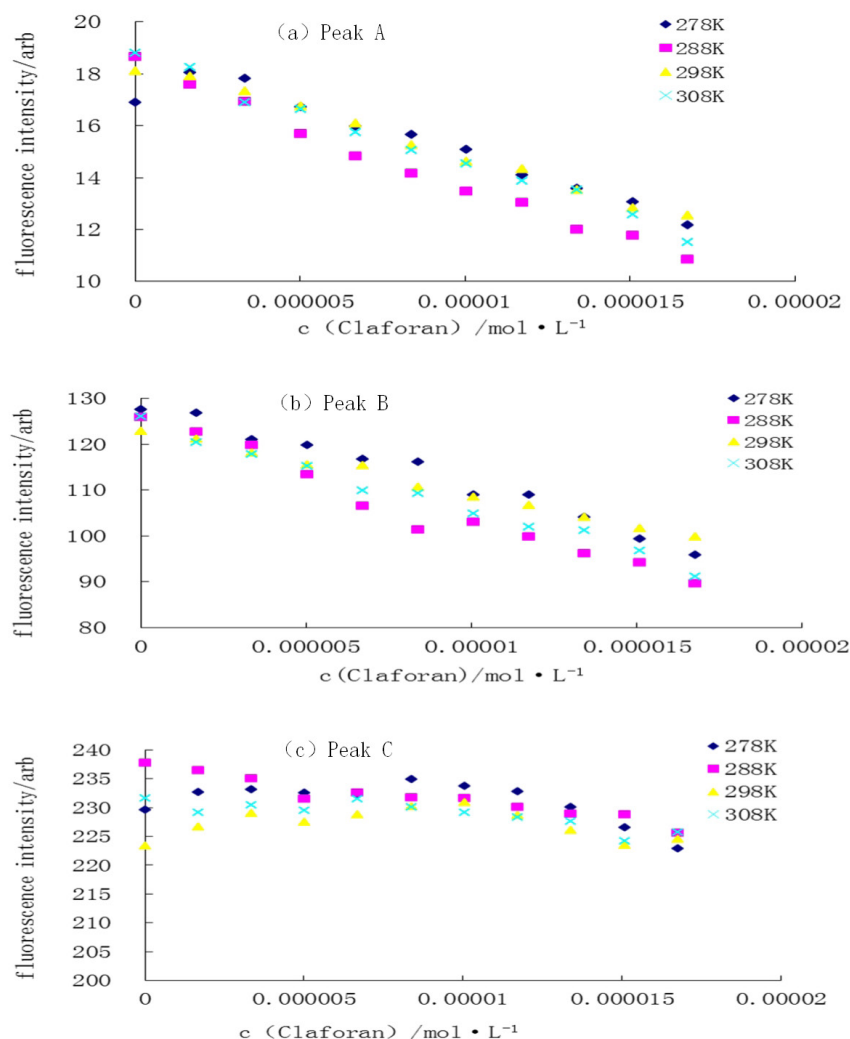 (a) Peak A
278K
288K
298K
308K
20
18
16
14
12
10
fluorescence intensity/arb
0 0.000005 0.00001 0.000015 0.00002
c (Claforan) /mol•L⁻¹
(b) Peak B
278K
288K
298K
308K
130
120
110
100
90
80
fluorescence intensity/arb
0 0.000005 0.00001 0.000015 0.00002
c(Claforan)/mol•L⁻¹
(c) Peak C
278K
288K
298K
308K
240
235
230
225
220
215
210
205
200
fluorescence intensity/arb
0 0.000005 0.00001 0.000015 0.00002
c (Claforan) /mol•L⁻¹